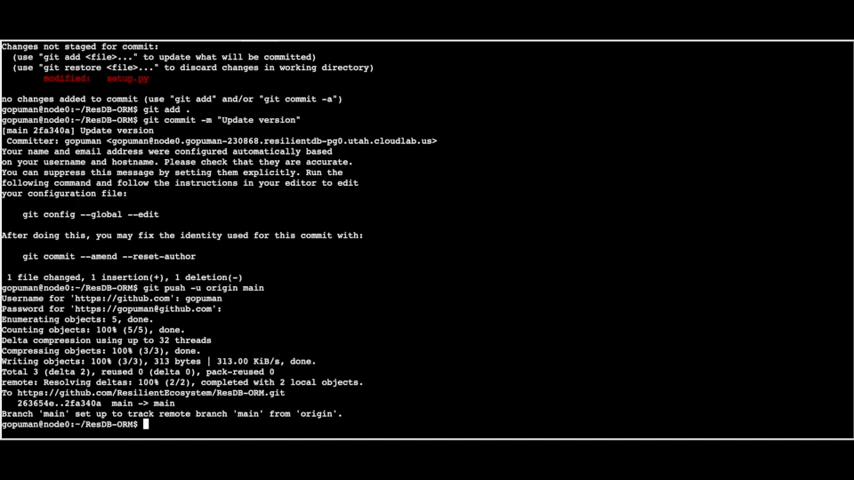 Changes not staged for commit:
(use "git add <file>..." to update what will be committed)
(use "git restore <file>..." to discard changes in working directory)
modified: setup.py
no changes added to commit (use "git add" and/or "git commit -a")
gopuman@node0:~/ResDB-ORM$ git add .
gopuman@node0:~/ResDB-ORM$ git commit -m "Update version"
[main 2fa340a] Update version
Committer: gopuman <gopuman@node0.gopuman-230868.resilientdb-pg0.utah.cloudlab.us>
Your name and email address were configured automatically based
on your username and hostname. Please check that they are accurate.
You can suppress this message by setting them explicitly. Run the
following command and follow the instructions in your editor to edit
your configuration file:
git config --global --edit
After doing this, you may fix the identity used for this commit with:
git commit --amend --reset-author
1 file changed, 1 insertion(+), 1 deletion(-)
gopuman@node0:~/ResDB-ORM$ git push -u origin main
Username for 'https://github.com': gopuman
Password for 'https://gopuman@github.com':
Enumerating objects: 5, done.
Counting objects: 100% (5/5), done.
Delta compression using up to 32 threads
Compressing objects: 100% (3/3), done.
Writing objects: 100% (3/3), 313 bytes | 313.00 KiB/s, done.
Total 3 (delta 2), reused 0 (delta 0), pack-reused 0
remote: Resolving deltas: 100% (2/2), completed with 2 local objects.
To https://github.com/ResilientEcosystem/ResDB-ORM.git
263654e..2fa340a  main -> main
Branch 'main' set up to track remote branch 'main' from 'origin'.
gopuman@node0:~/ResDB-ORM$